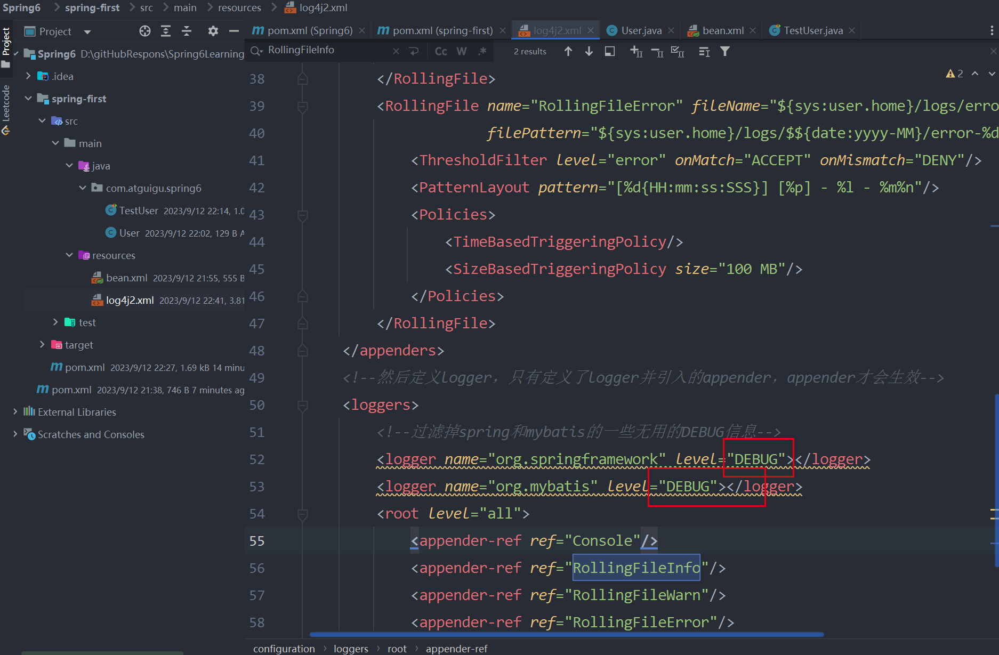 Spring6 spring-first src main resources log4j2.xml
Project
Project
Leetcode
pom.xml (Spring6) pom.xml (spring-first) log4j2.xml User.java bean.xml TestUser.java
RollingFileInfo Cc W .* 2 results
Spring6 D:\gitHubRespons\Spring6Learning
.idea
spring-first
src
main
java
com.atguigu.spring6
TestUser 2023/9/12 22:14, 1.0
User 2023/9/12 22:02, 129 B A
resources
bean.xml 2023/9/12 21:55, 555 B
log4j2.xml 2023/9/12 22:41, 3.81
test
target
pom.xml 2023/9/12 22:27, 1.69 kB 14 minu
pom.xml 2023/9/12 21:38, 746 B 7 minutes ag
External Libraries
Scratches and Consoles
2
38 </RollingFile>
39 <RollingFile name="RollingFileError" fileName="${sys:user.home}/logs/erro
40 filePattern="${sys:user.home}/logs/$${date:yyyy-MM}/error-%d
41 <ThresholdFilter level="error" onMatch="ACCEPT" onMismatch="DENY"/>
42 <PatternLayout pattern="[%d{HH:mm:ss:SSS}] [%p] - %l - %m%n"/>
43 <Policies>
44 <TimeBasedTriggeringPolicy/>
45 <SizeBasedTriggeringPolicy size="100 MB"/>
46 </Policies>
47 </RollingFile>
48 </appenders>
49 <!--然后定义logger，只有定义了logger并引入的appender，appender才会生效-->
50 <loggers>
51 <!--过滤掉spring和mybatis的一些无用的DEBUG信息-->
52 <logger name="org.springframework" level="DEBUG"></logger>
53 <logger name="org.mybatis" level="DEBUG"></logger>
54 <root level="all">
55 <appender-ref ref="Console"/>
56 <appender-ref ref="RollingFileInfo"/>
57 <appender-ref ref="RollingFileWarn"/>
58 <appender-ref ref="RollingFileError"/>
configuration loggers root appender-ref